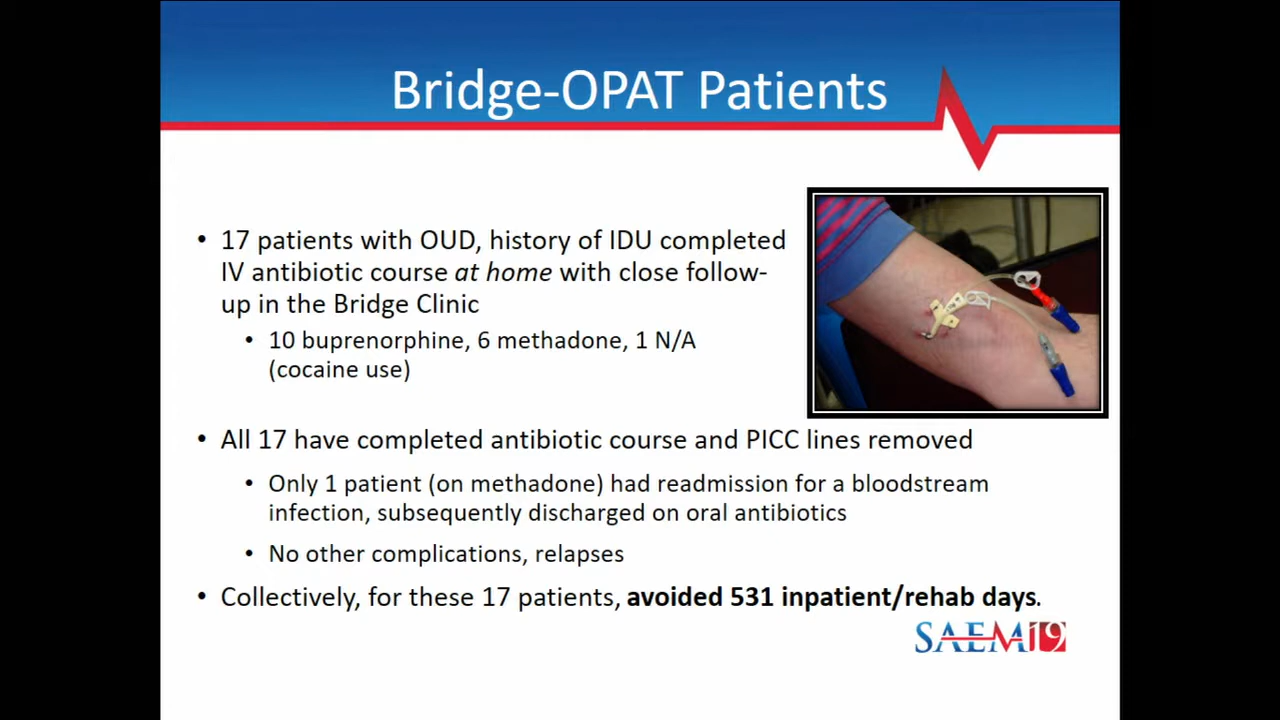 Bridge-OPAT Patients
• 17 patients with OUD, history of IDU completed
IV antibiotic course at home with close follow-
up in the Bridge Clinic
• 10 buprenorphine, 6 methadone, 1 N/A
(cocaine use)
• All 17 have completed antibiotic course and PICC lines removed
• Only 1 patient (on methadone) had readmission for a bloodstream
infection, subsequently discharged on oral antibiotics
• No other complications, relapses
• Collectively, for these 17 patients, avoided 531 inpatient/rehab days.
SAEM19